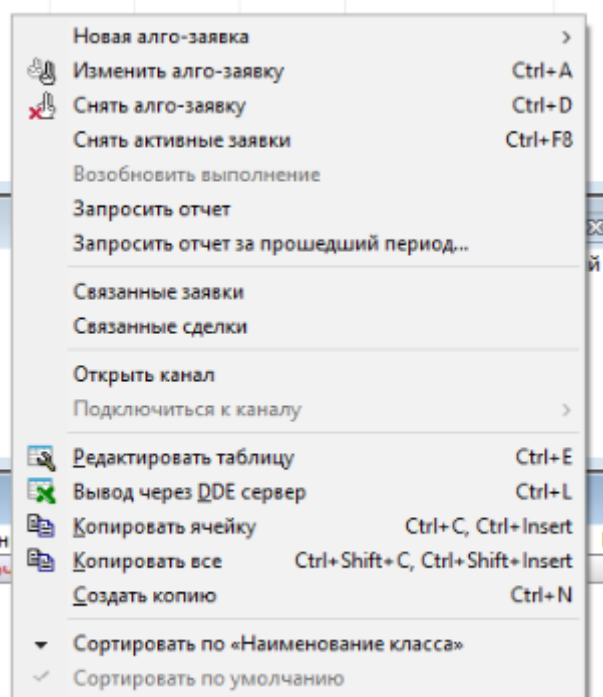 Новая алго-заявка
Изменить алго-заявку Ctrl+A
Снять алго-заявку Ctrl+D
Снять активные заявки Ctrl+F8
Возобновить выполнение
Запросить отчет
Запросить отчет за прошедший период...
й
Связанные заявки
Связанные сделки
Открыть канал
Подключиться к каналу
Редактировать таблицу Ctrl+E
Вывод через DDE сервер Ctrl+L
Копировать ячейку Ctrl+C, Ctrl+Insert
Копировать все Ctrl+Shift+C, Ctrl+Shift+Insert
Создать копию Ctrl+N
Сортировать по «Наименование класса»
Сортировать по умолчанию